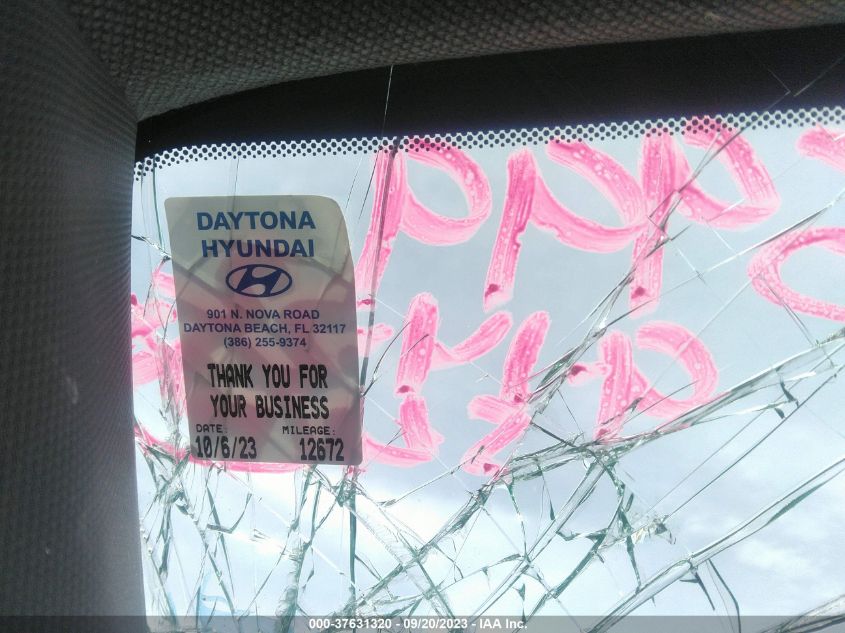 DAYTONA
HYUNDAI
901 N. NOVA ROAD
DAYTONA BEACH, FL 32117
(386) 255-9374
THANK YOU FOR
YOUR BUSINESS
DATE: MILEAGE:
10/6/23 12672
000-37631320 - 09/20/2023 - IAA Inc.